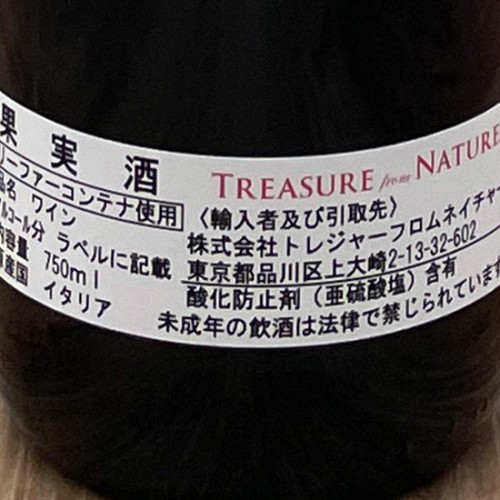 果実酒
リーファーコンテナ使用
品名 ワイン
アルコール分 ラベルに記載
内容量 750ml
原産国 イタリア
TREASURE from NATURE
〈輸入者及び引取先〉
株式会社トレジャーフロムネイチャー
東京都品川区上大崎2-13-32-602
酸化防止剤（亜硫酸塩）含有
未成年の飲酒は法律で禁じられています